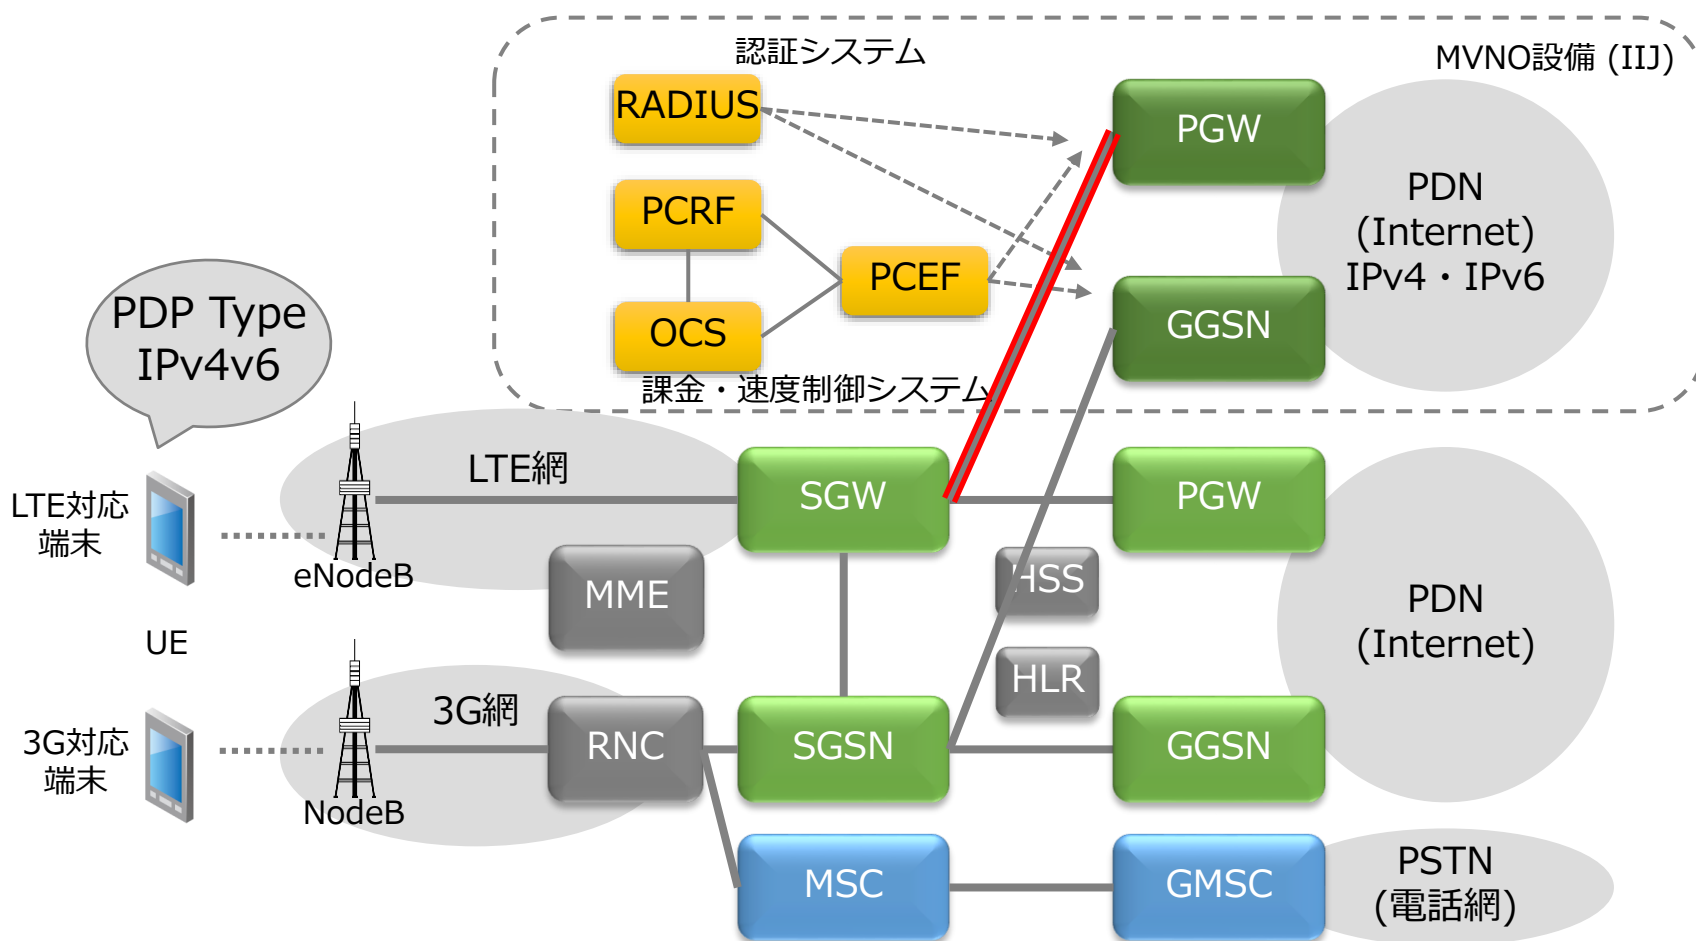 認証システム
MVNO設備 (IIJ)
RADIUS
PGW
PCRF
PDN
(Internet)
IPv4・IPv6
PCEF
OCS
GGSN
課金・速度制御システム
PDP Type
IPv4v6
LTE網
SGW
PGW
LTE対応
端末
eNodeB
MME
HSS
PDN
(Internet)
UE
HLR
3G網
RNC
SGSN
GGSN
3G対応
端末
NodeB
MSC
GMSC
PSTN
(電話網)